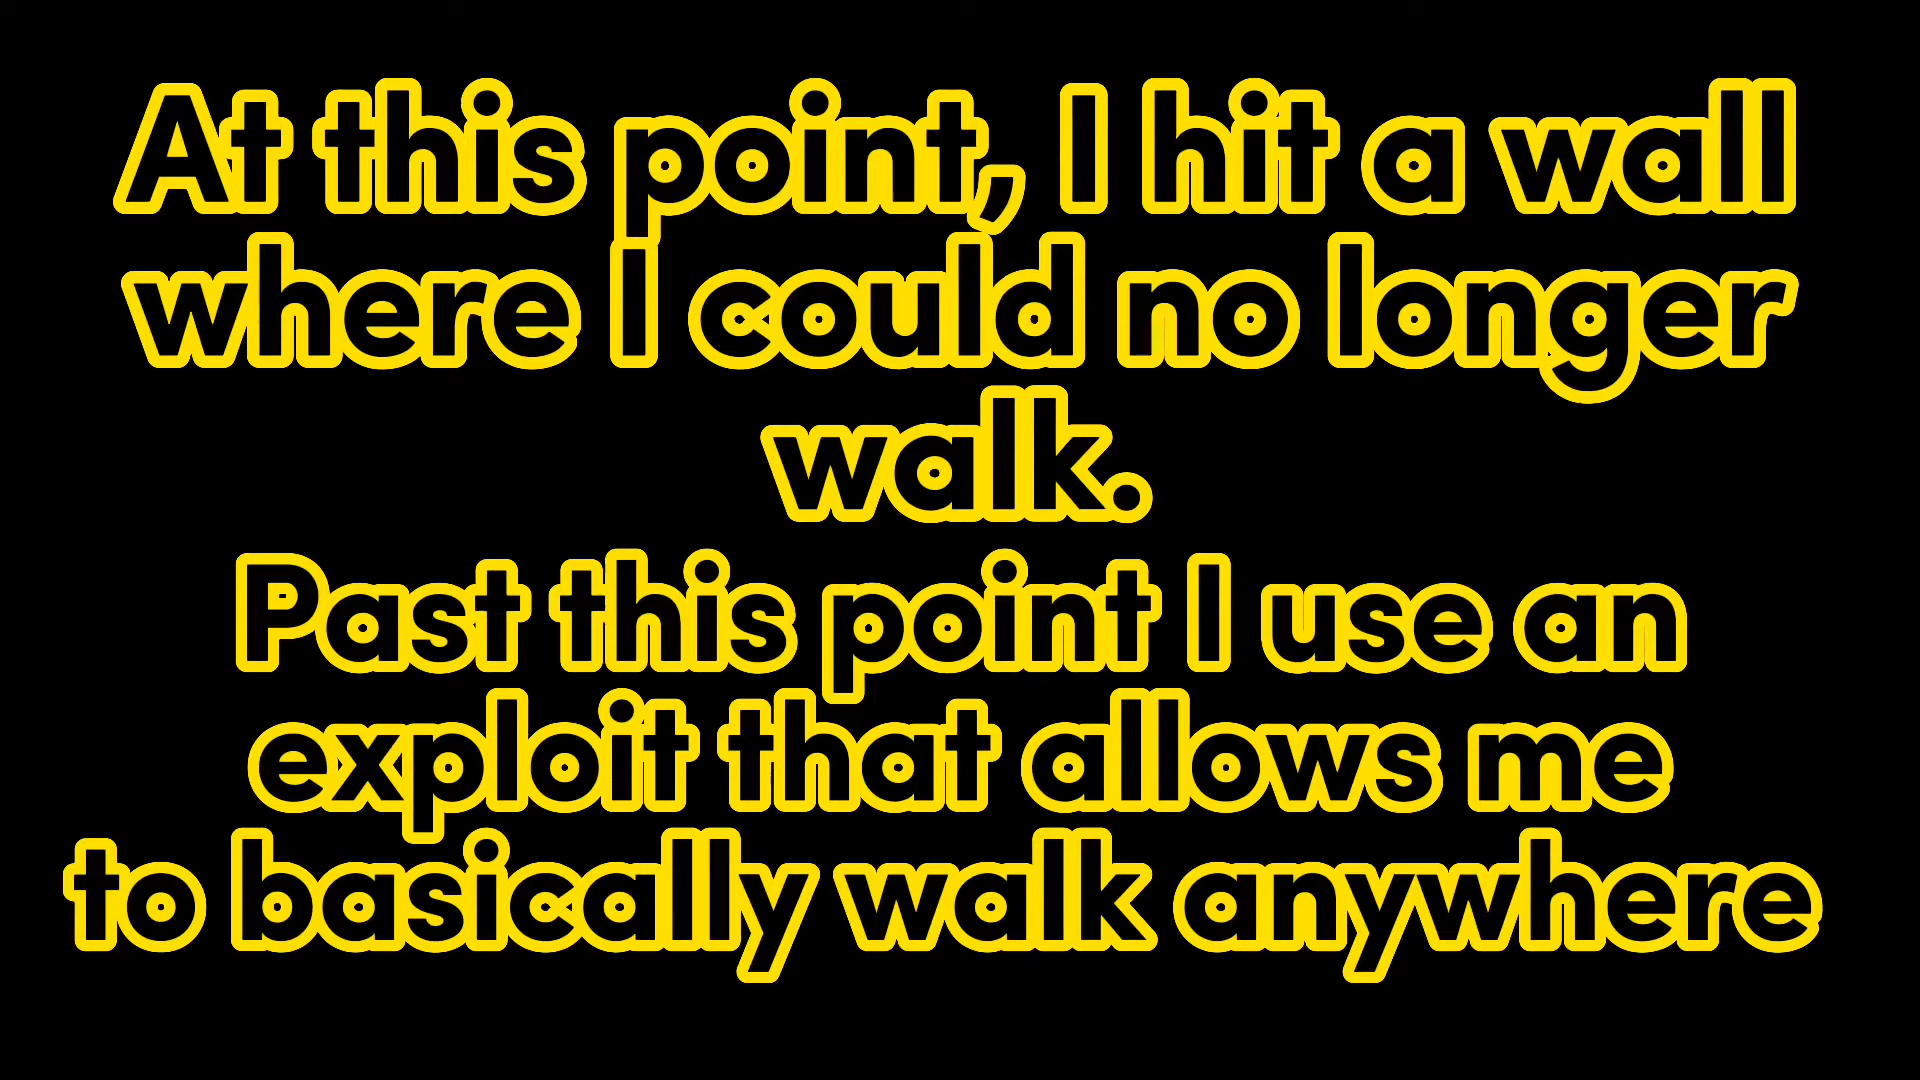 At this point, I hit a wall
where I could no longer
walk.
Past this point I use an
exploit that allows me
to basically walk anywhere